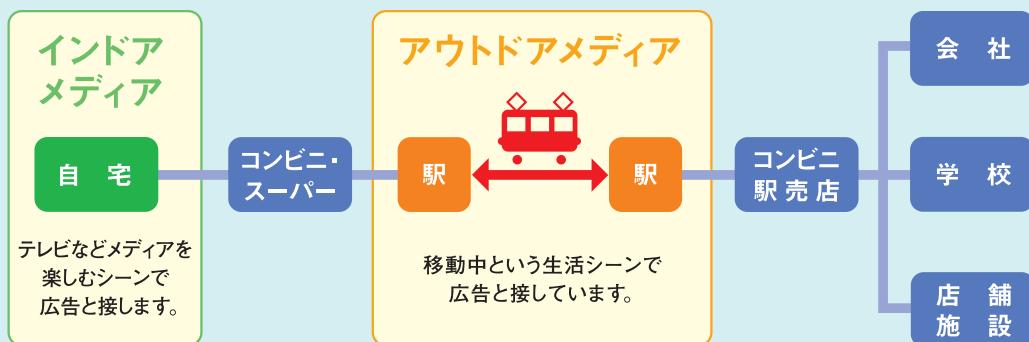 インドア
メディア
自宅
テレビなどメディアを
楽しむシーンで
広告と接します。
コンビニ・
スーパー
アウトドアメディア
駅
駅
移動中という生活シーンで
広告と接しています。
コンビニ
駅売店
会社
学校
店舗
施設